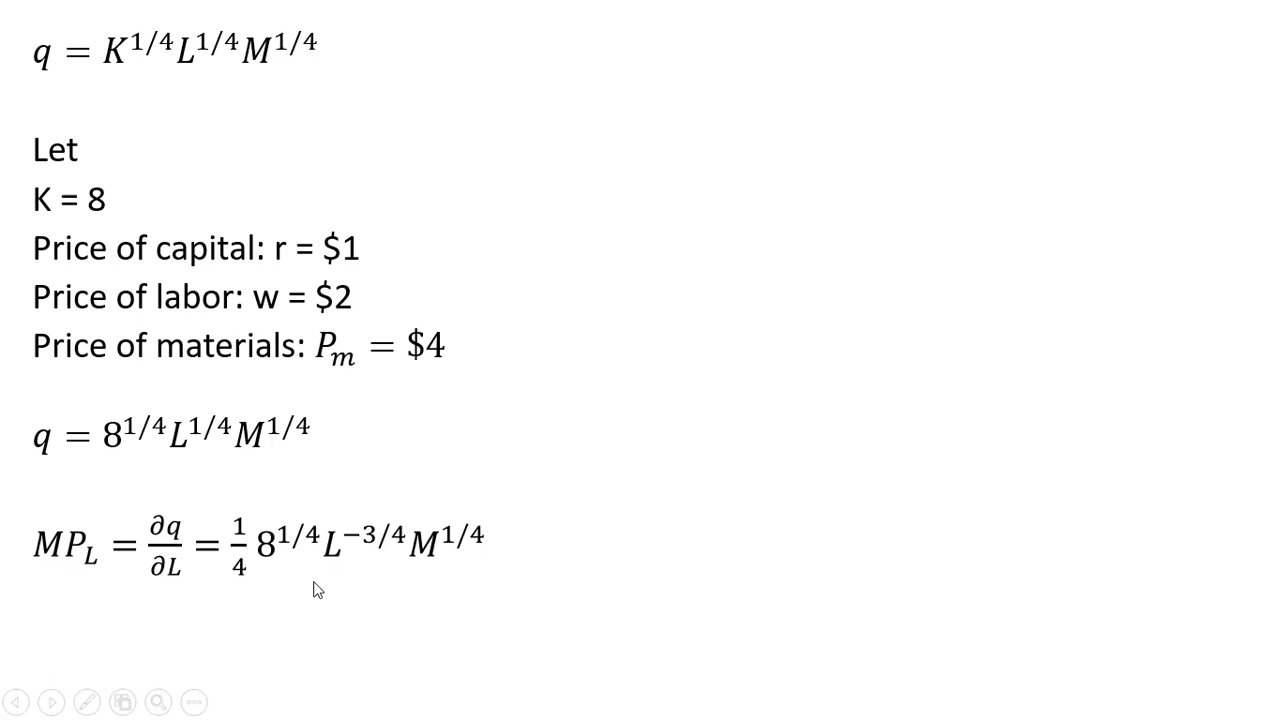 q = K^{1/4}L^{1/4}M^{1/4}
Let
K = 8
Price of capital: r = $1
Price of labor: w = $2
Price of materials: P_m = $4
q = 8^{1/4}L^{1/4}M^{1/4}
MP_L = ∂q/∂L = 1/4 8^{1/4}L^{−3/4}M^{1/4}